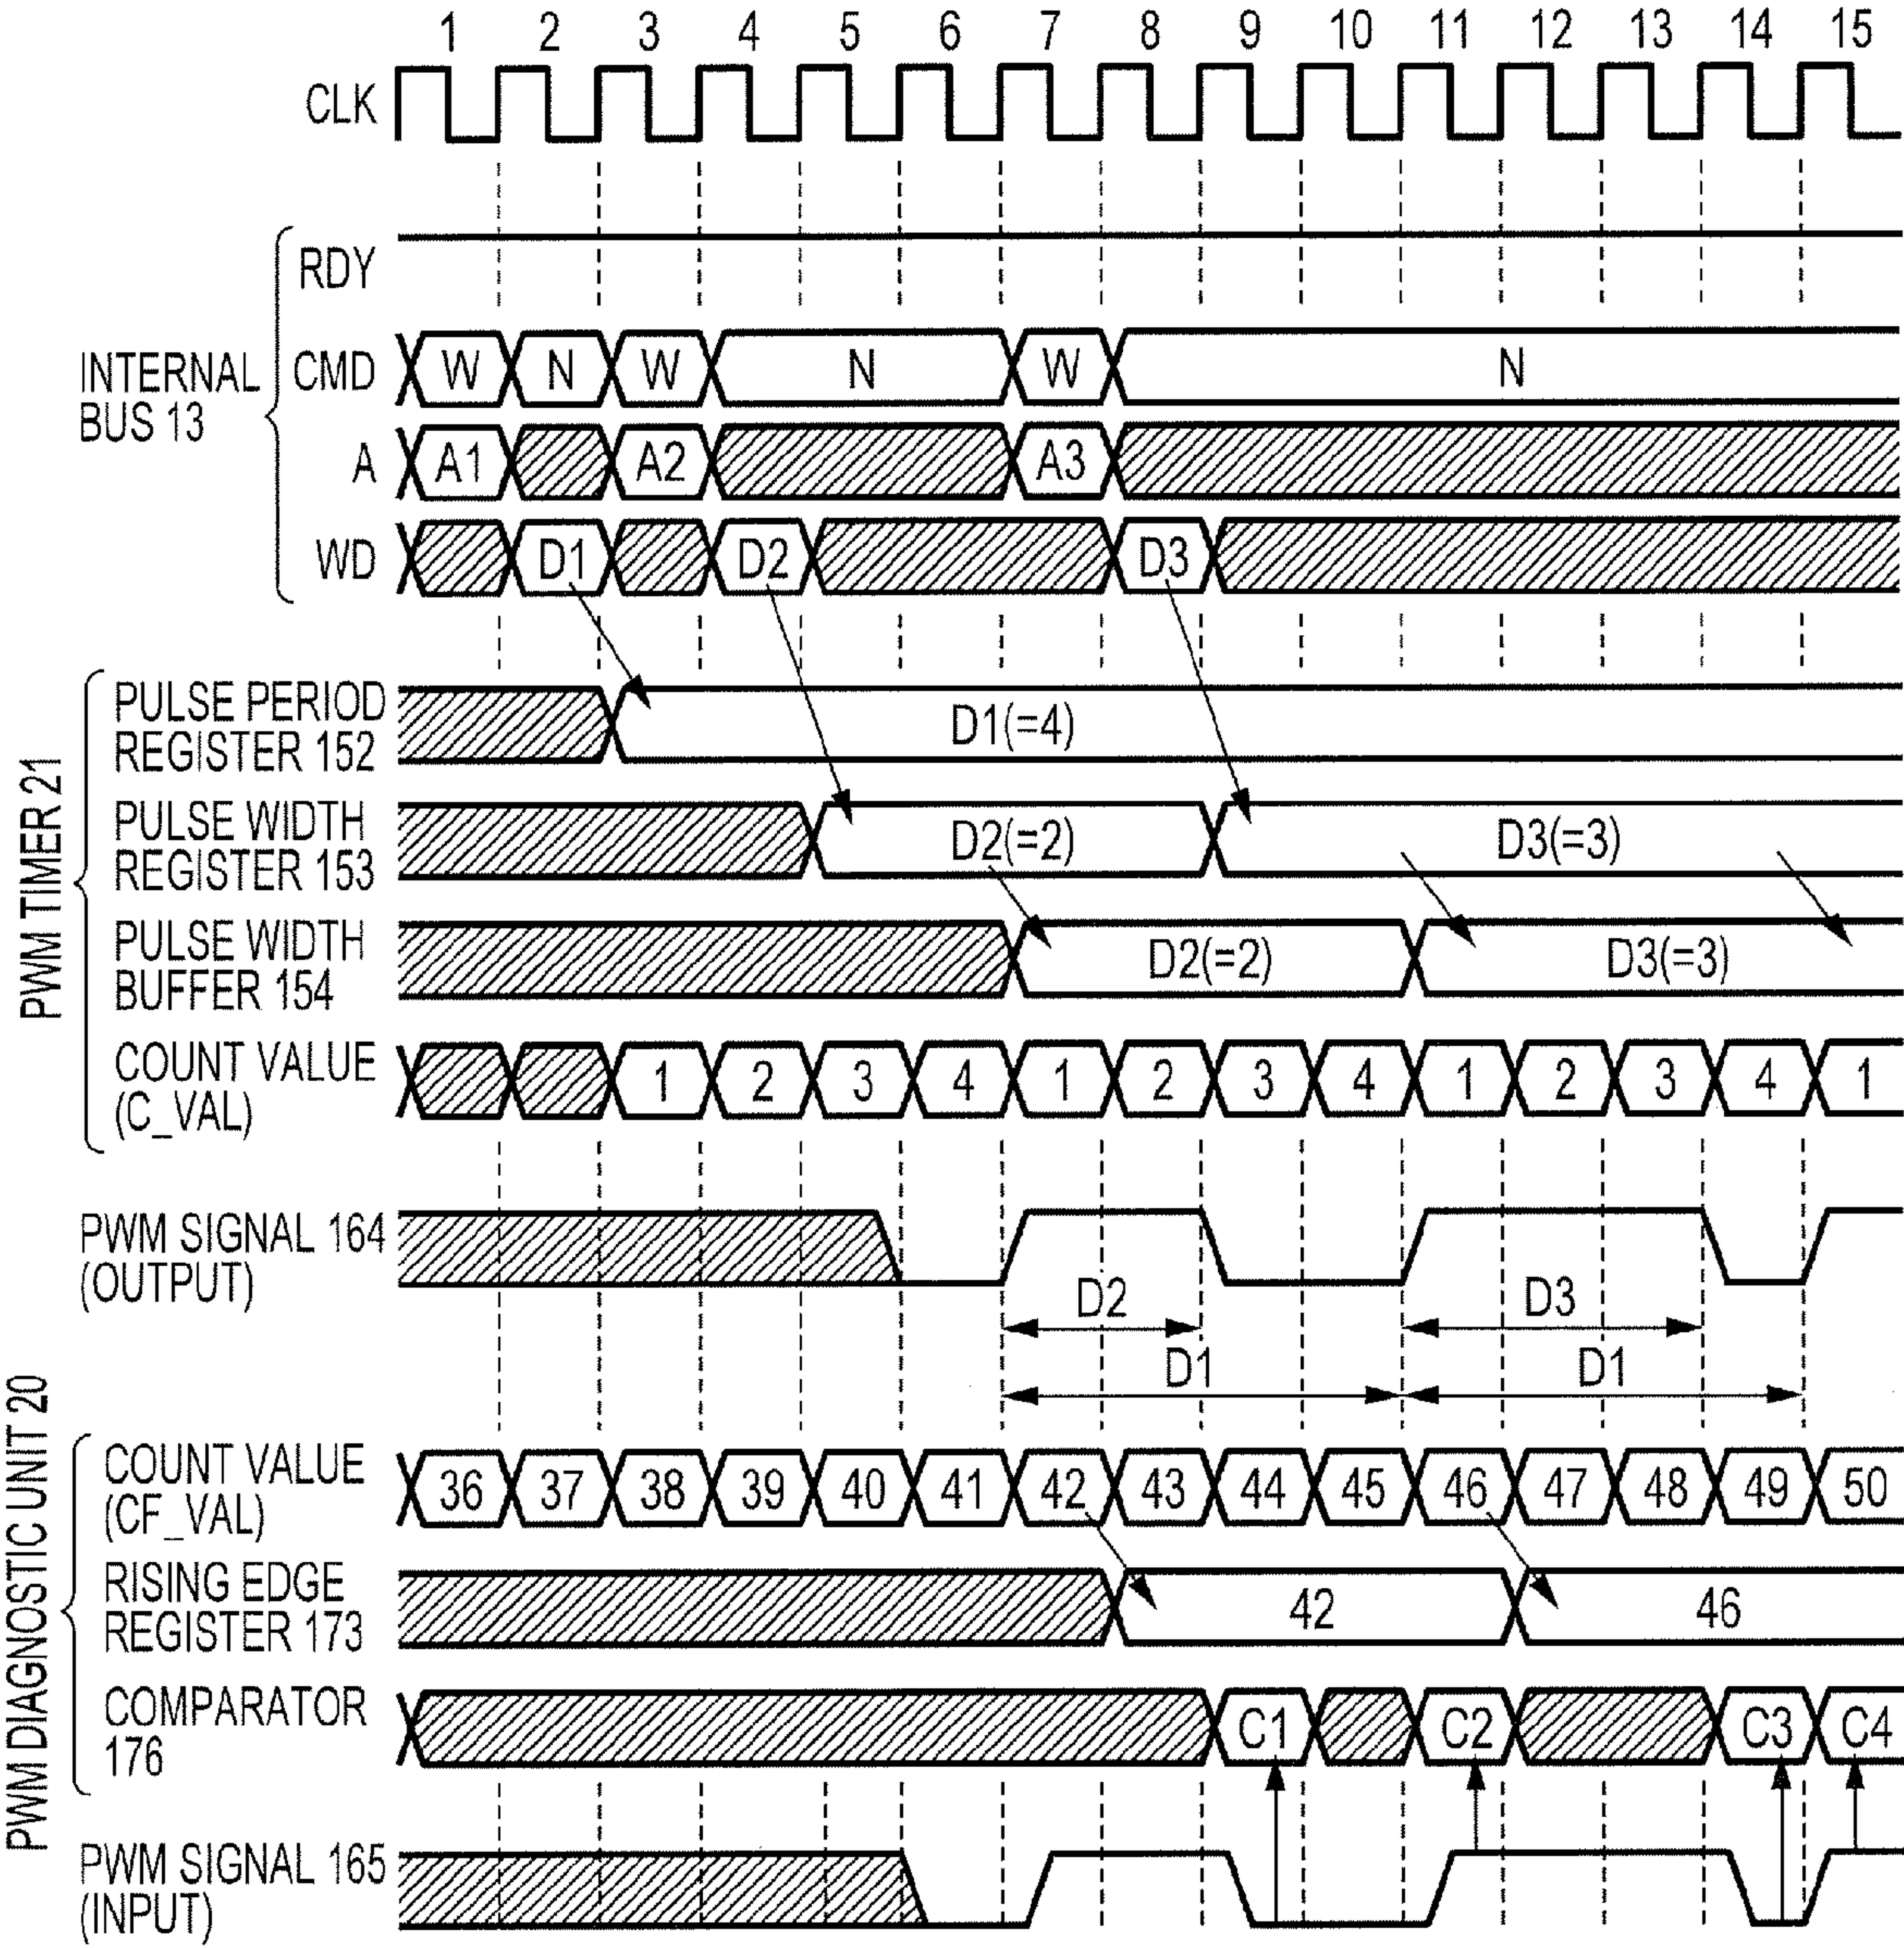 1 2 3 4 5 6 7 8 9 10 11 12 13 14 15
CLK
INTERNAL
BUS 13
RDY
CMD W N W N W N
A A1 A2 A3
WD D1 D2 D3
PWM TIMER 21
PULSE PERIOD
REGISTER 152
D1(=4)
PULSE WIDTH
REGISTER 153
D2(=2) D3(=3)
PULSE WIDTH
BUFFER 154
D2(=2) D3(=3)
COUNT VALUE
(C_VAL)
1 2 3 4 1 2 3 4 1 2 3 4 1
PWM SIGNAL 164
(OUTPUT)
D2 D3
D1 D1
PWM DIAGNOSTIC UNIT 20
COUNT VALUE
(CF_VAL)
36 37 38 39 40 41 42 43 44 45 46 47 48 49 50
RISING EDGE
REGISTER 173
42 46
COMPARATOR
176
C1 C2 C3 C4
PWM SIGNAL 165
(INPUT)